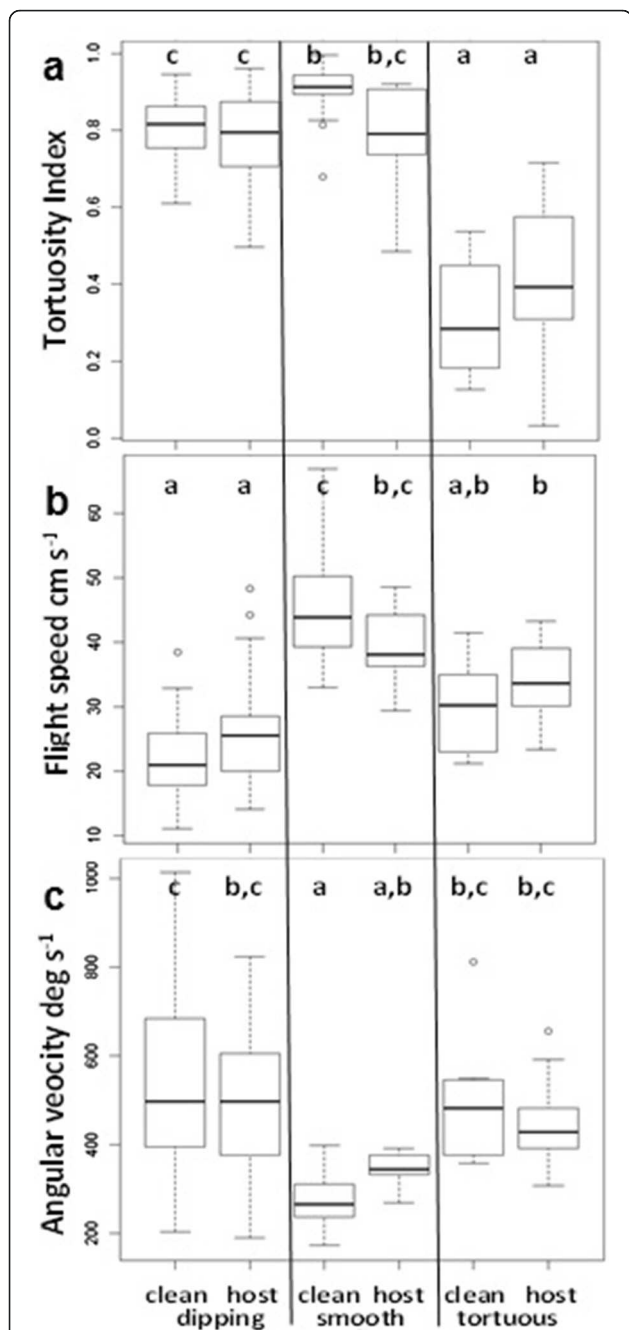 a
c c b b,c a a
Tortuosity Index
1.0
0.8
0.6
0.4
0.2
0.0
b
a a c b,c a,b b
Flight speed cm s⁻¹
60
50
40
30
20
10
c
c b,c a a,b b,c b,c
Angular veocity deg s⁻¹
1000
800
600
400
200
clean host clean host clean host
dipping smooth tortuous